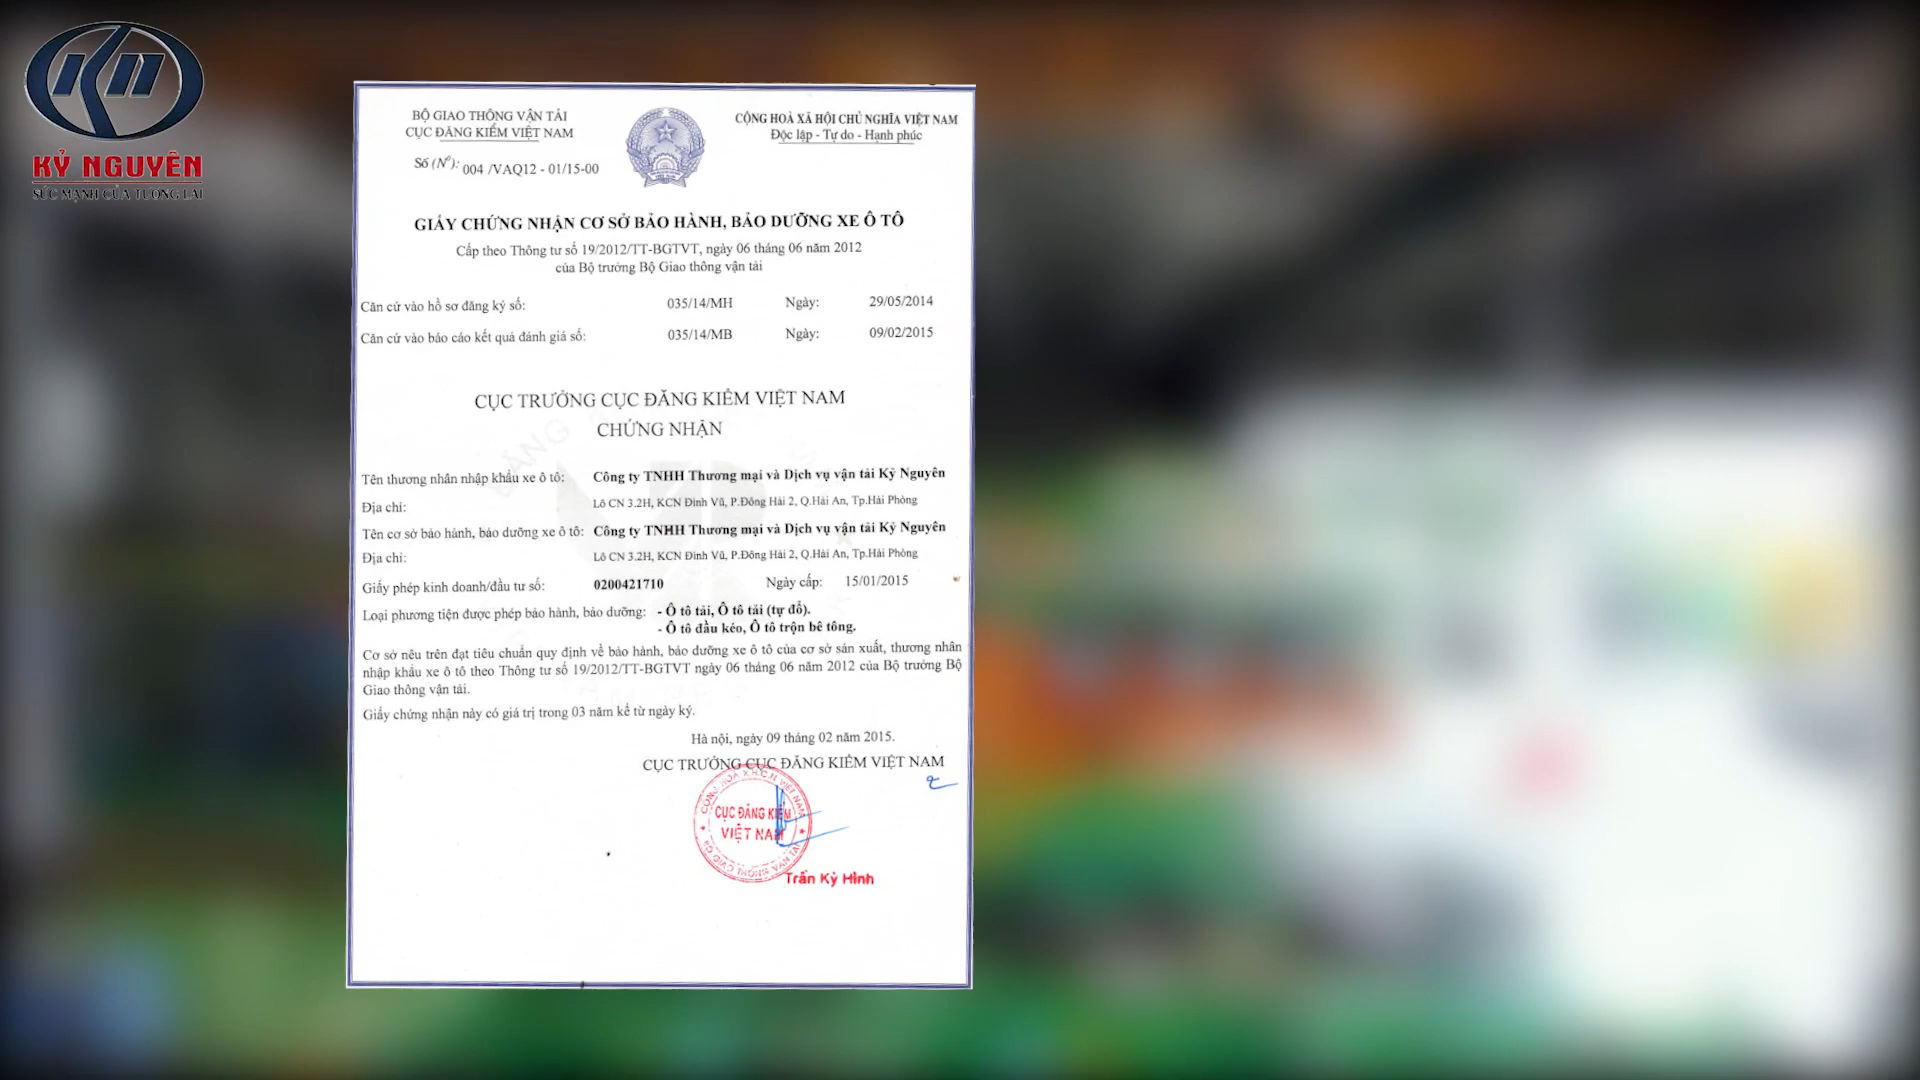 KỶ NGUYÊN
SỨC MẠNH CỦA TƯƠNG LAI
BỘ GIAO THÔNG VẬN TẢI
CỤC ĐĂNG KIỂM VIỆT NAM
Số (Nº): 004 /VAQ12 - 01/15-00
CỘNG HOÀ XÃ HỘI CHỦ NGHĨA VIỆT NAM
Độc lập - Tự do - Hạnh phúc
GIẤY CHỨNG NHẬN CƠ SỞ BẢO HÀNH, BẢO DƯỠNG XE Ô TÔ
Cấp theo Thông tư số 19/2012/TT-BGTVT, ngày 06 tháng 06 năm 2012
của Bộ trưởng Bộ Giao thông vận tải
Căn cứ vào hồ sơ đăng ký số: 035/14/MH Ngày: 29/05/2014
Căn cứ vào báo cáo kết quả đánh giá số: 035/14/MB Ngày: 09/02/2015
CỤC TRƯỞNG CỤC ĐĂNG KIỂM VIỆT NAM
CHỨNG NHẬN
Tên thương nhân nhập khẩu xe ô tô: Công ty TNHH Thương mại và Dịch vụ vận tải Kỷ Nguyên
Địa chỉ: Lô CN 3.2H, KCN Đình Vũ, P.Đông Hải 2, Q.Hải An, Tp.Hải Phòng
Tên cơ sở bảo hành, bảo dưỡng xe ô tô: Công ty TNHH Thương mại và Dịch vụ vận tải Kỷ Nguyên
Địa chỉ: Lô CN 3.2H, KCN Đình Vũ, P.Đông Hải 2, Q.Hải An, Tp.Hải Phòng
Giấy phép kinh doanh/đầu tư số: 0200421710 Ngày cấp: 15/01/2015
Loại phương tiện được phép bảo hành, bảo dưỡng: - Ô tô tải, Ô tô tải (tự đổ).
- Ô tô đầu kéo, Ô tô trộn bê tông.
Cơ sở nêu trên đạt tiêu chuẩn quy định về bảo hành, bảo dưỡng xe ô tô của cơ sở sản xuất, thương nhân
nhập khẩu xe ô tô theo Thông tư số 19/2012/TT-BGTVT ngày 06 tháng 06 năm 2012 của Bộ trưởng Bộ
Giao thông vận tải.
Giấy chứng nhận này có giá trị trong 03 năm kể từ ngày ký.
Hà nội, ngày 09 tháng 02 năm 2015.
CỤC TRƯỞNG CỤC ĐĂNG KIỂM VIỆT NAM
CỘNG HOÀ X.H.C.N VIỆT NAM
CỤC ĐĂNG KIỂM
VIỆT NAM
BỘ GIAO THÔNG VẬN TẢI
Trần Kỳ Hình